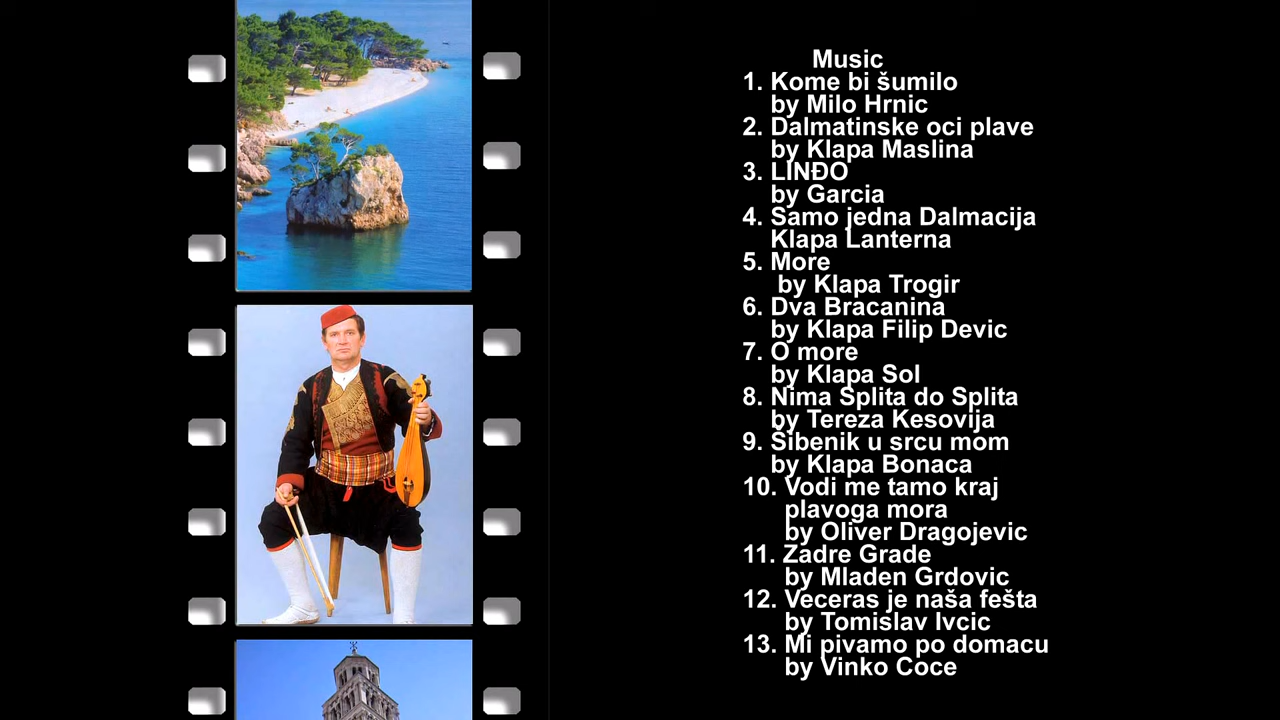 Music
1. Kome bi šumilo
by Milo Hrnic
2. Dalmatinske oci plave
by Klapa Maslina
3. LINĐO
by Garcia
4. Samo jedna Dalmacija
Klapa Lanterna
5. More
by Klapa Trogir
6. Dva Bracanina
by Klapa Filip Devic
7. O more
by Klapa Sol
8. Nima Splita do Splita
by Tereza Kesovija
9. Šibenik u srcu mom
by Klapa Bonaca
10. Vodi me tamo kraj
plavoga mora
by Oliver Dragojevic
11. Zadre Grade
by Mladen Grdovic
12. Veceras je naša fešta
by Tomislav Ivcic
13. Mi pivamo po domacu
by Vinko Coce